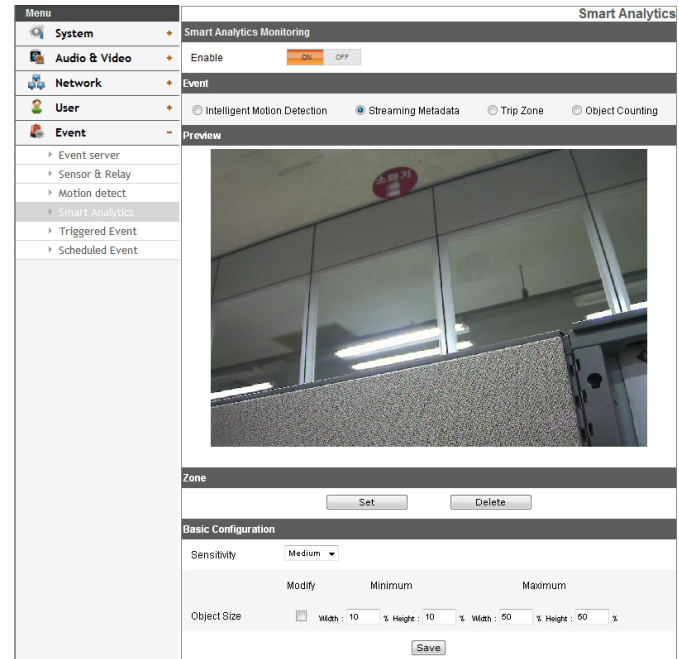 Menu
Smart Analytics
System +
Audio & Video +
Network +
User +
Event -
Event server
Sensor & Relay
Motion detect
Smart Analytics
Triggered Event
Scheduled Event
Smart Analytics Monitoring
Enable ON OFF
Event
Intelligent Motion Detection Streaming Metadata Trip Zone Object Counting
Preview
소화기
Zone
Set Delete
Basic Configuration
Sensitivity Medium
Modify Minimum Maximum
Object Size Width : 10 % Height : 10 % Width : 50 % Height : 50 %
Save